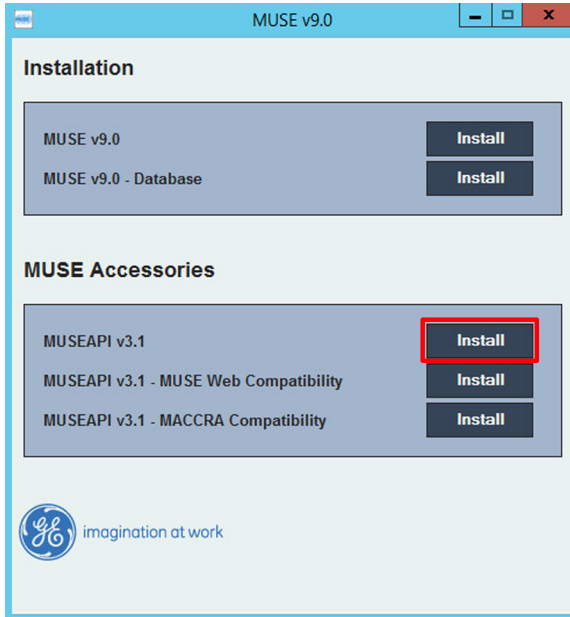 MUSE v9.0
Installation
MUSE v9.0 Install
MUSE v9.0 - Database Install
MUSE Accessories
MUSEAPI v3.1 Install
MUSEAPI v3.1 - MUSE Web Compatibility Install
MUSEAPI v3.1 - MACCRA Compatibility Install
GE imagination at work